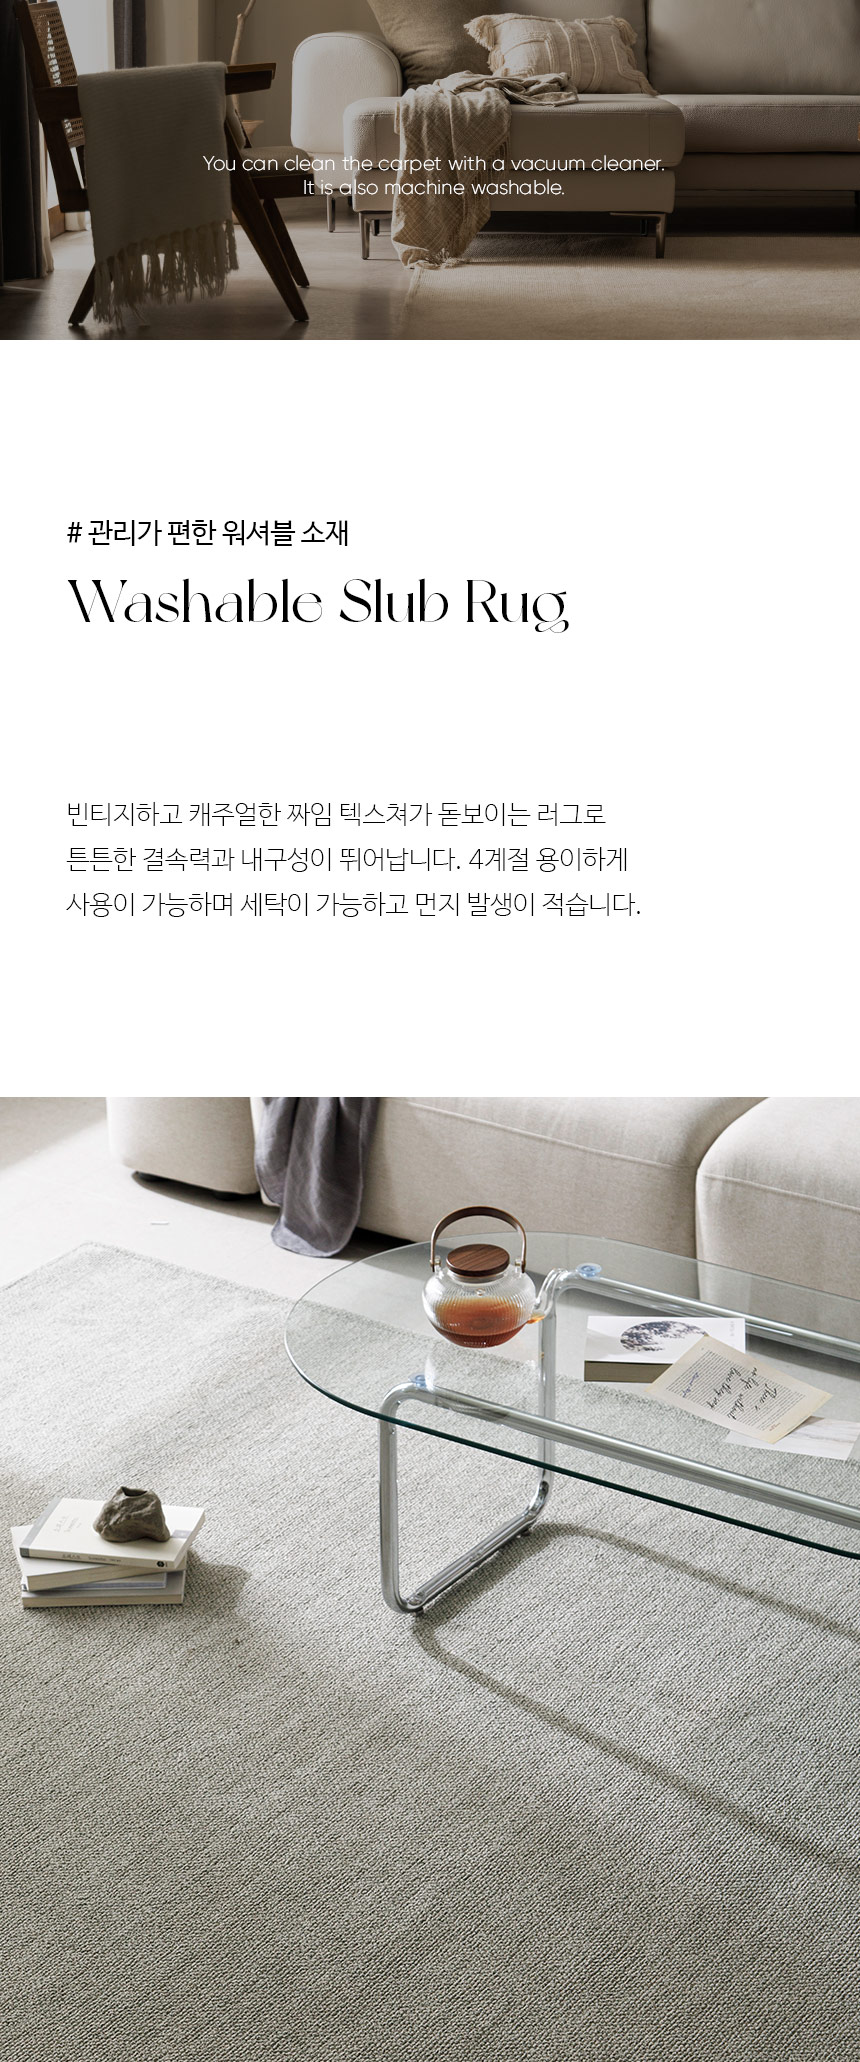 You can clean the carpet with a vacuum cleaner.
It is also machine washable.
# 관리가 편한 워셔블 소재
Washable Slub Rug
빈티지하고 캐주얼한 짜임 텍스쳐가 돋보이는 러그로
튼튼한 결속력과 내구성이 뛰어납니다. 4계절 용이하게
사용이 가능하며 세탁이 가능하고 먼지 발생이 적습니다.